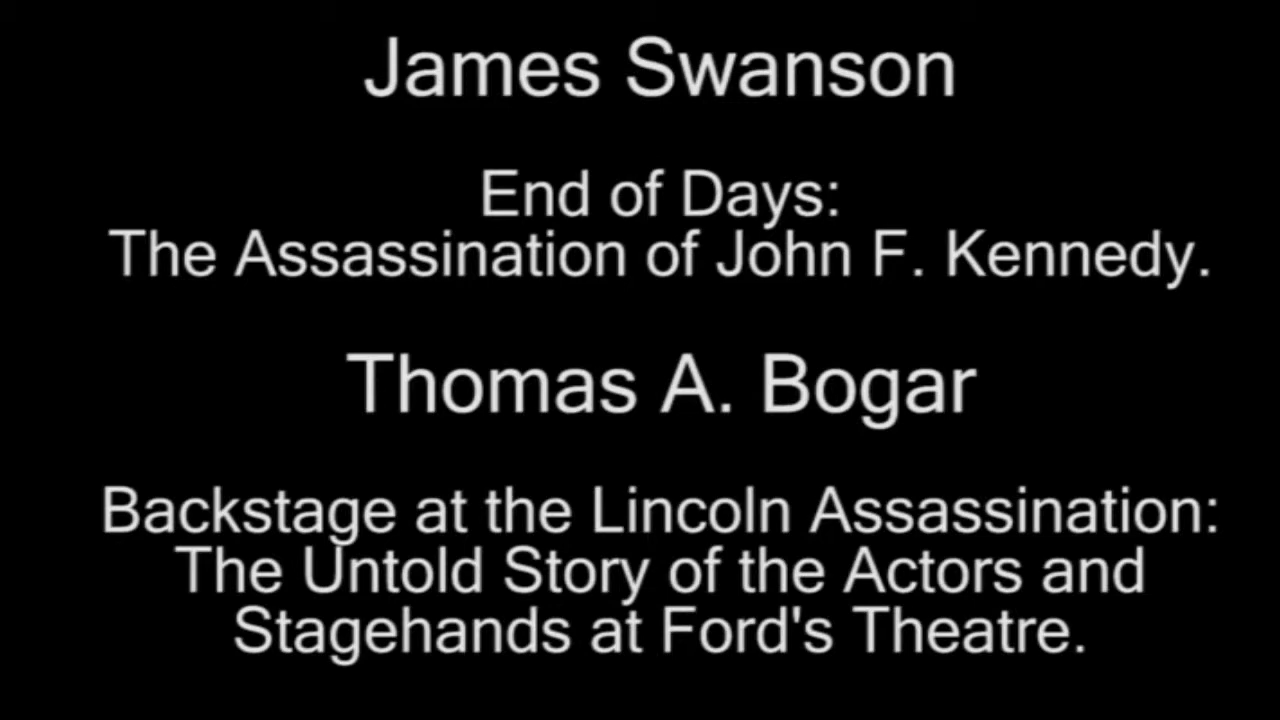 James Swanson
End of Days:
The Assassination of John F. Kennedy.
Thomas A. Bogar
Backstage at the Lincoln Assassination:
The Untold Story of the Actors and
Stagehands at Ford's Theatre.